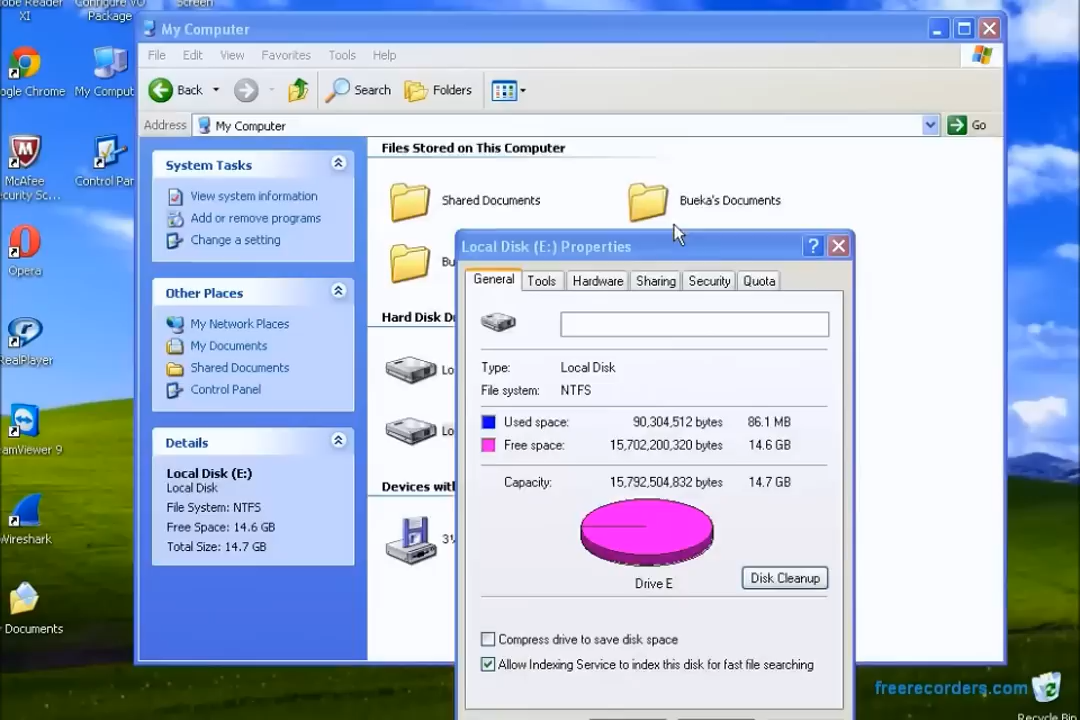 obe Reader
XI
Configure VO
Package
Screen
ogle Chrome
My Comput
McAfee
ecurity Sc...
Control Par
Opera
RealPlayer
amViewer 9
Wireshark
Documents
My Computer
File Edit View Favorites Tools Help
Back Search Folders
Address My Computer Go
System Tasks
View system information
Add or remove programs
Change a setting
Other Places
My Network Places
My Documents
Shared Documents
Control Panel
Details
Local Disk (E:)
Local Disk
File System: NTFS
Free Space: 14.6 GB
Total Size: 14.7 GB
Files Stored on This Computer
Shared Documents
Bueka's Documents
Bu
Hard Disk D
Lo
Lo
Devices with
3½
Local Disk (E:) Properties
General Tools Hardware Sharing Security Quota
Type: Local Disk
File system: NTFS
Used space: 90,304,512 bytes 86.1 MB
Free space: 15,702,200,320 bytes 14.6 GB
Capacity: 15,792,504,832 bytes 14.7 GB
Drive E
Disk Cleanup
Compress drive to save disk space
Allow Indexing Service to index this disk for fast file searching
freerecorders.com
Recycle Bin